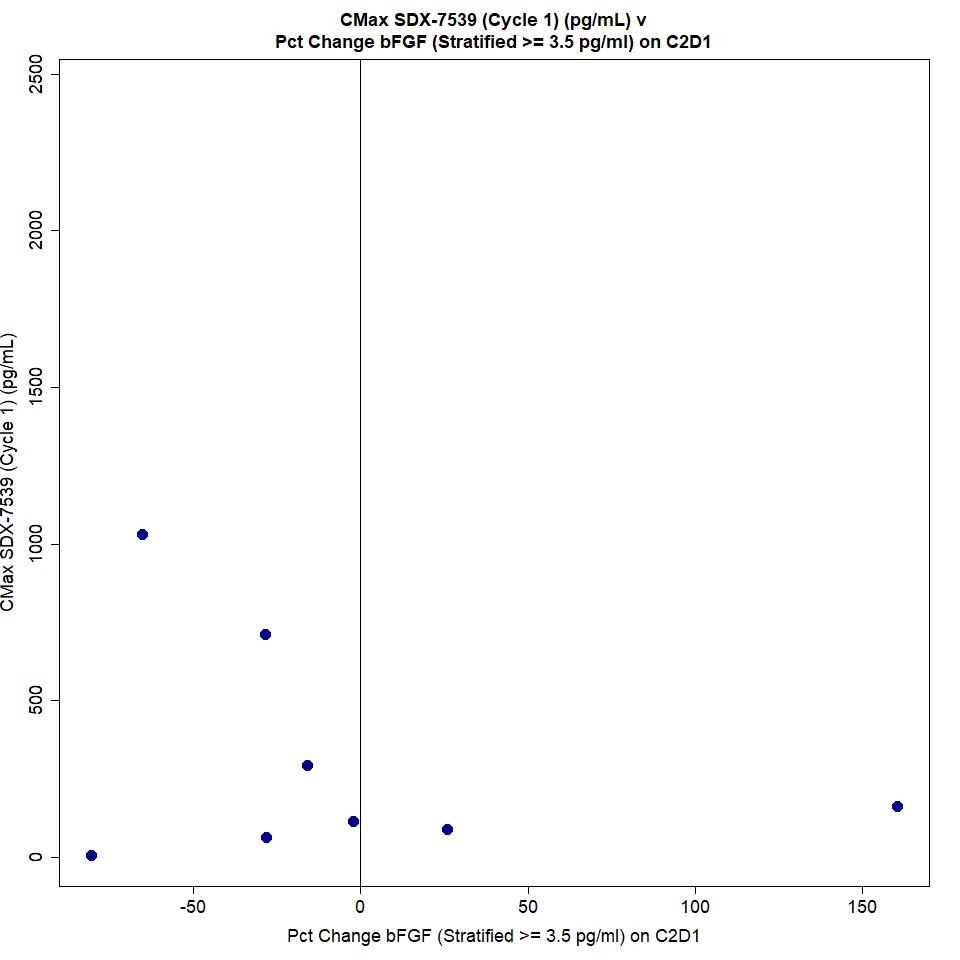 CMax SDX-7539 (Cycle 1) (pg/mL) v
Pct Change bFGF (Stratified >= 3.5 pg/ml) on C2D1
CMax SDX-7539 (Cycle 1) (pg/mL)
2500
2000
1500
1000
500
0
-50
0
50
100
150
Pct Change bFGF (Stratified >= 3.5 pg/ml) on C2D1